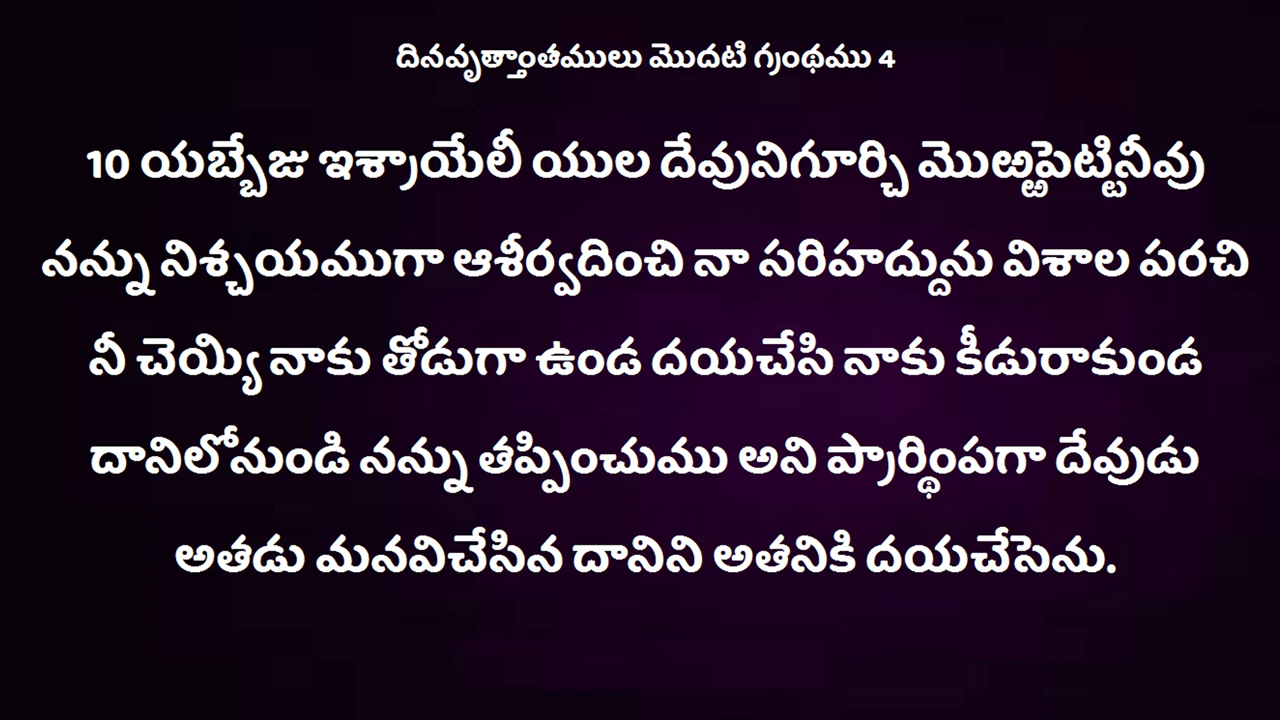 దినవృత్తాంతములు మొదటి గ్రంథము 4
10 యబ్బేఙు ఇశ్రాయేలీ యుల దేవునిగూర్చి మొఱ్ఱపెట్టినీవు
నన్ను నిశ్చయముగా ఆశీర్వదించి నా సరిహద్దును విశాల పరచి
నీ చెయ్యి నాకు తోడుగా ఉండ దయచేసి నాకు కీడురాకుండ
దానిలోనుండి నన్ను తప్పించుము అని ప్రార్థింపగా దేవుడు
అతడు మనవిచేసిన దానిని అతనికి దయచేసెను.